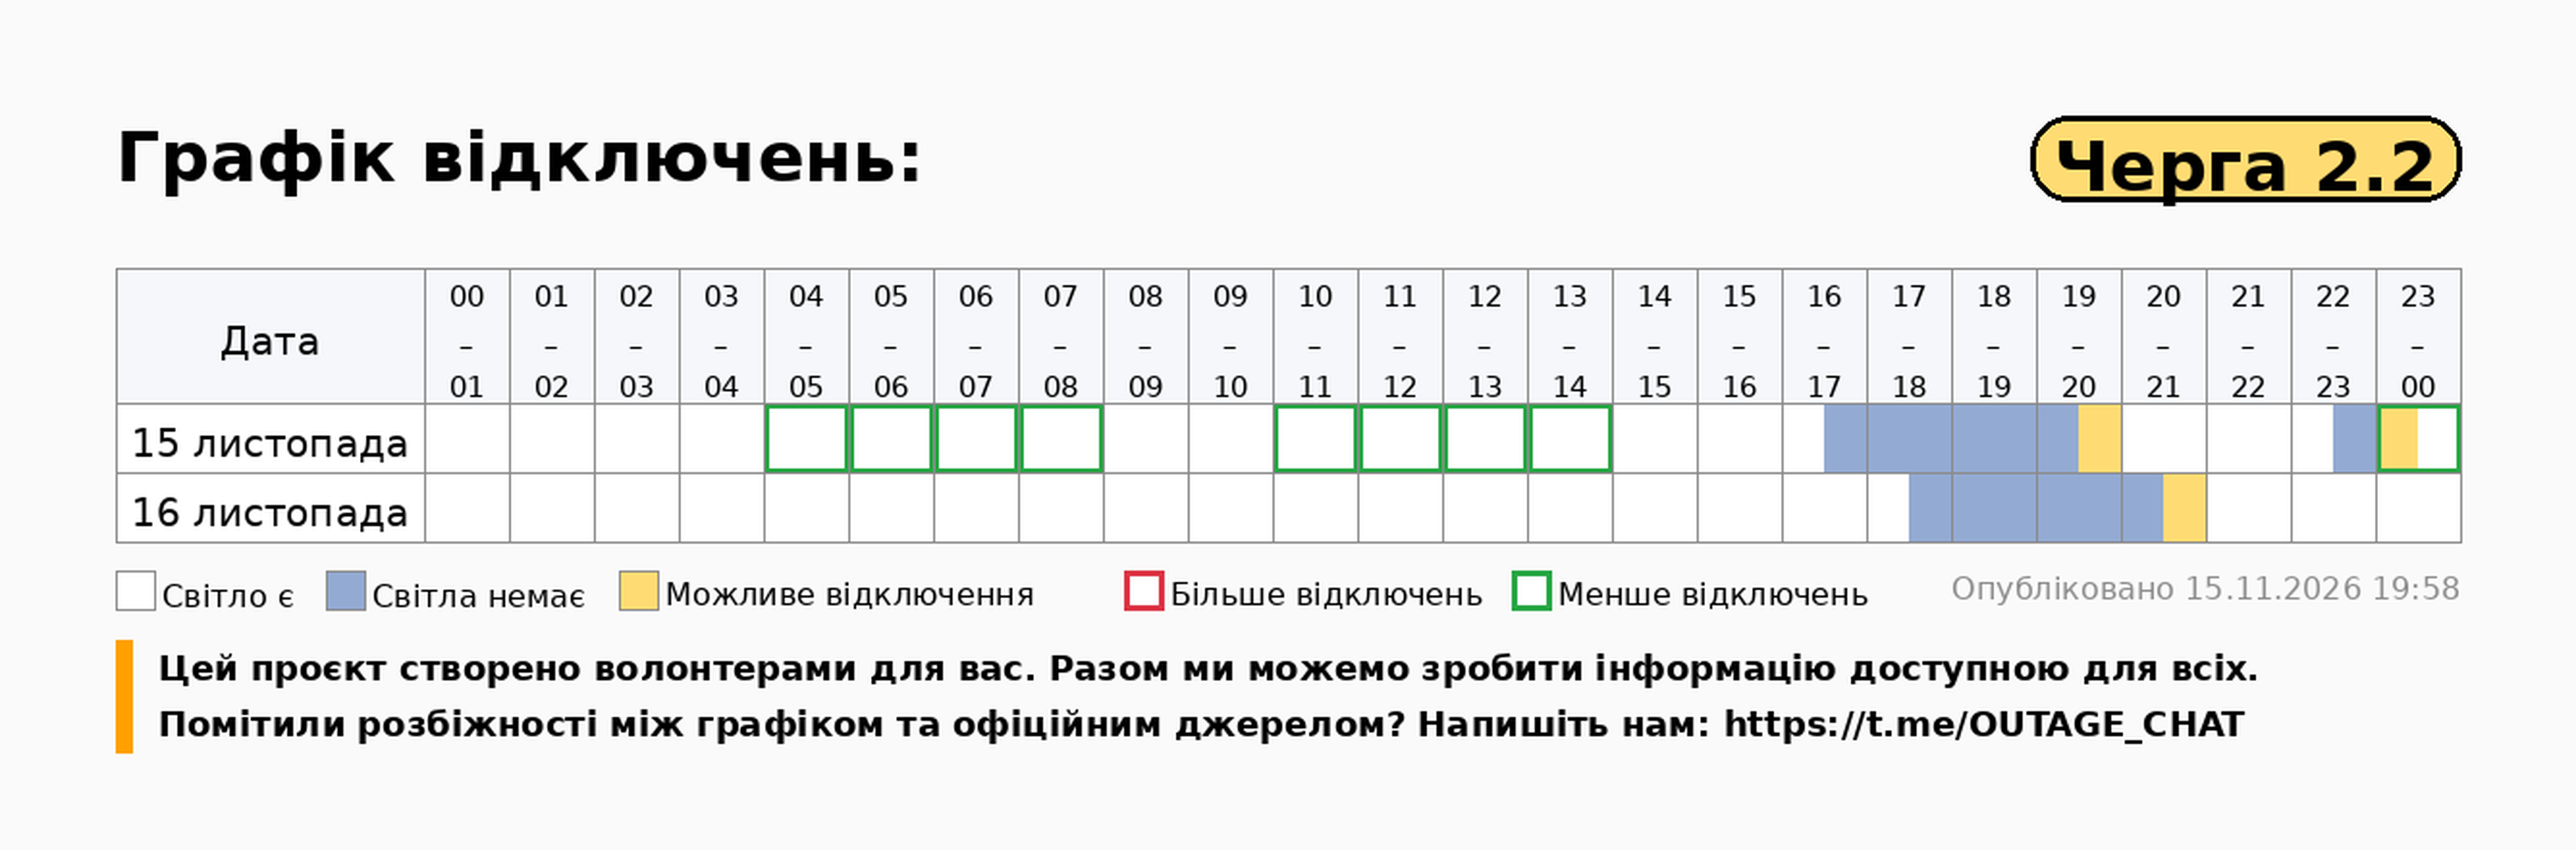 Графік відключень:
Черга 2.2
Дата
00 – 01
01 – 02
02 – 03
03 – 04
04 – 05
05 – 06
06 – 07
07 – 08
08 – 09
09 – 10
10 – 11
11 – 12
12 – 13
13 – 14
14 – 15
15 – 16
16 – 17
17 – 18
18 – 19
19 – 20
20 – 21
21 – 22
22 – 23
23 – 00
15 листопада
16 листопада
Світло є
Світла немає
Можливе відключення
Більше відключень
Менше відключень
Опубліковано 15.11.2026 19:58
Цей проєкт створено волонтерами для вас. Разом ми можемо зробити інформацію доступною для всіх.
Помітили розбіжності між графіком та офіційним джерелом? Напишіть нам: https://t.me/OUTAGE_CHAT